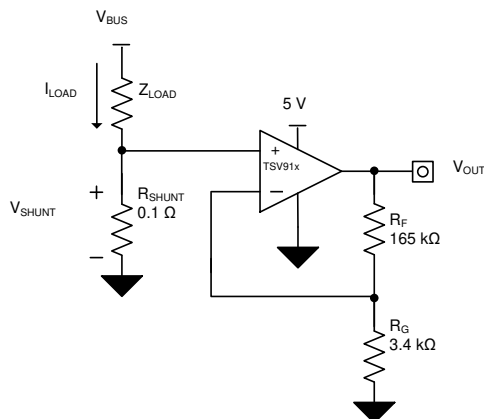 VBUS
ILOAD
ZLOAD
5 V
+
TSV91x
−
VOUT
+
RSHUNT
0.1 Ω
VSHUNT
−
RF
165 kΩ
RG
3.4 kΩ